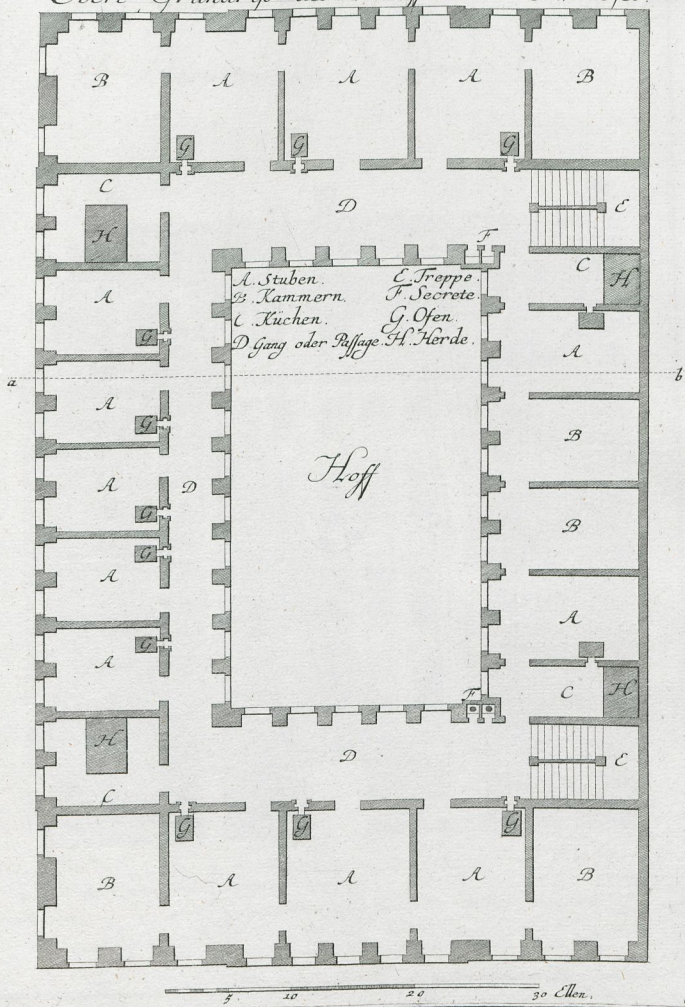 B A A A B
G G G
C
D
E
H
F
C H
A. Stuben. E. Treppe.
B. Kammern. F. Secrete.
C. Küchen. G. Ofen.
D. Gang oder Passage. H. Herde.
A
G
A
a b
A
G
B
Hoff
A
D
G
B
G
A
A
G
A
C H
F
H
D
E
C
G G G
B A A A B
5 10 20 30 Ellen.